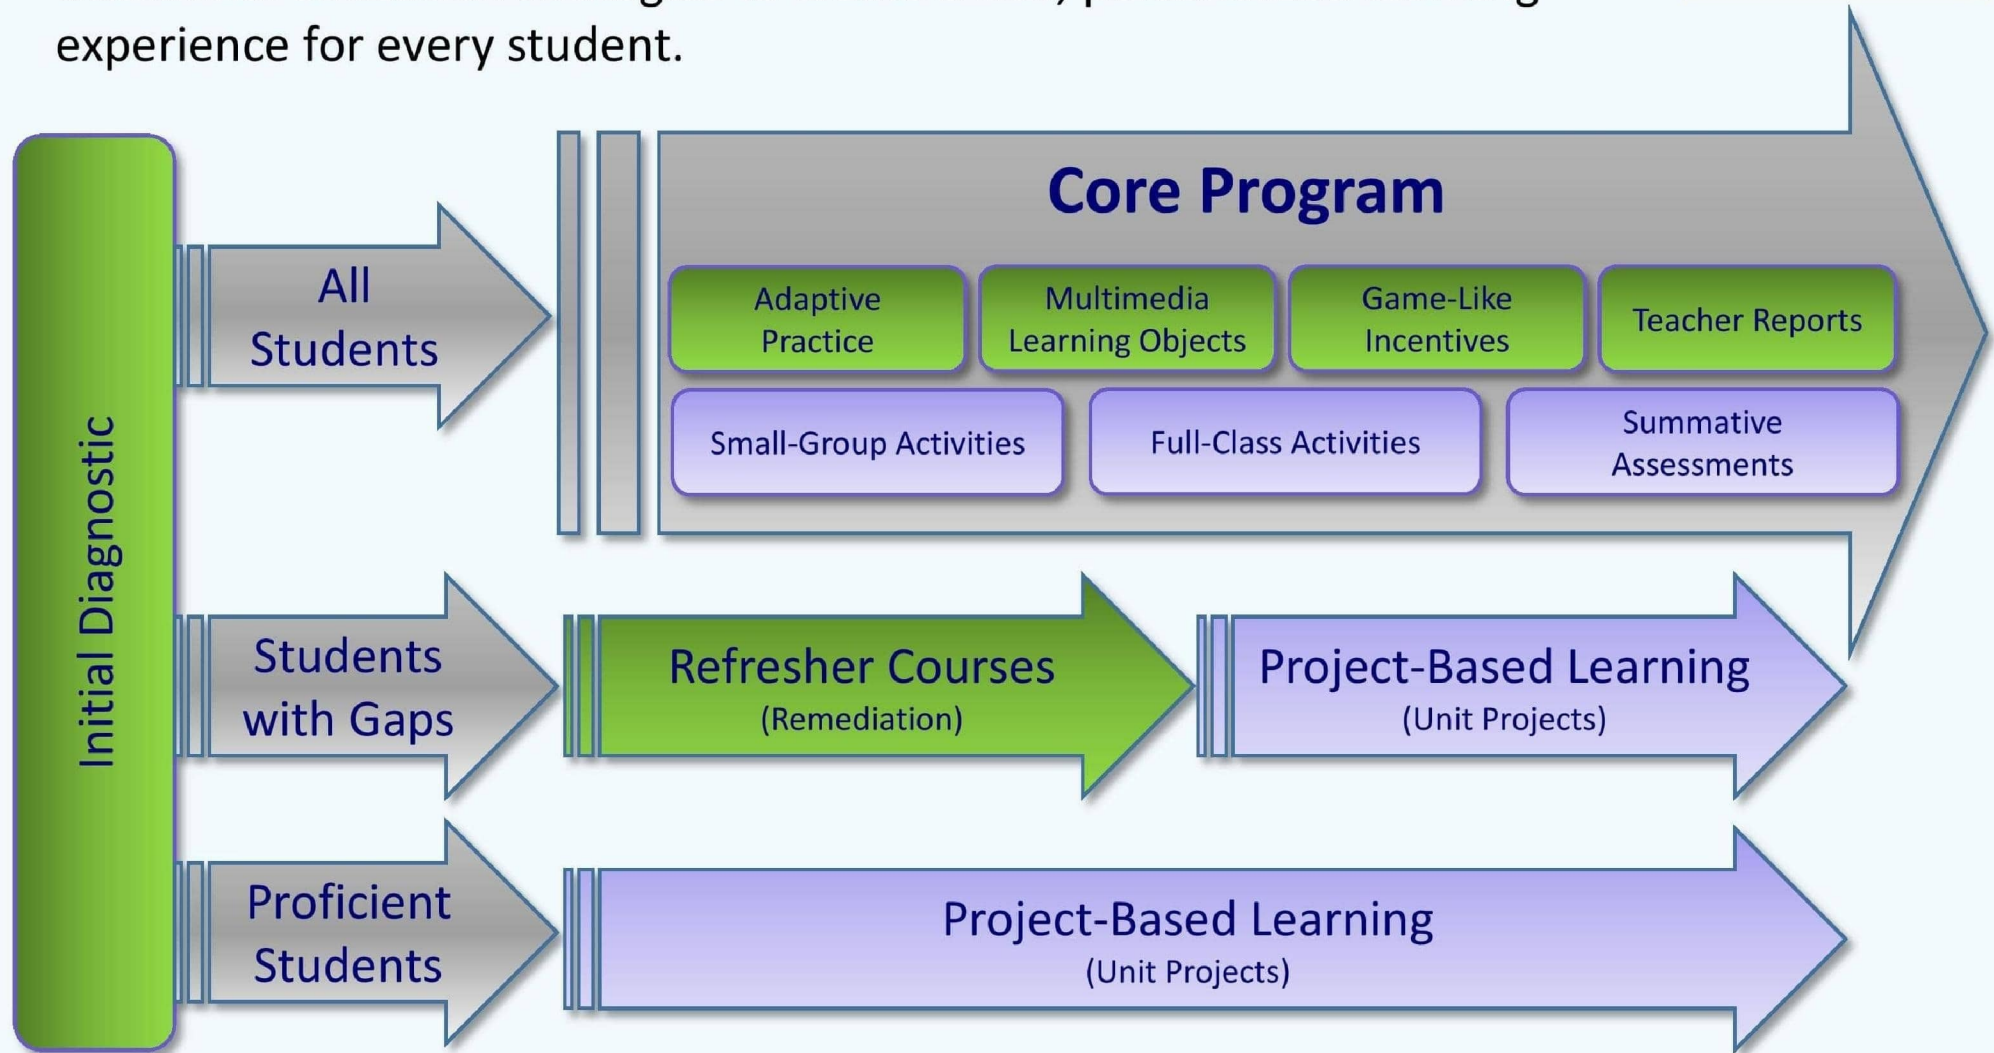 experience for every student.
Initial Diagnostic
All
Students
Core Program
Adaptive
Practice
Multimedia
Learning Objects
Game-Like
Incentives
Teacher Reports
Small-Group Activities
Full-Class Activities
Summative
Assessments
Students
with Gaps
Refresher Courses
(Remediation)
Project-Based Learning
(Unit Projects)
Proficient
Students
Project-Based Learning
(Unit Projects)